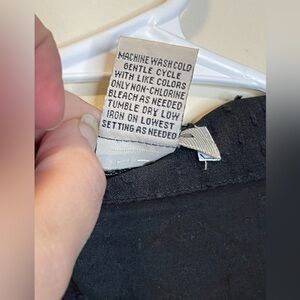 MACHINE WASH COLD
GENTLE CYCLE
WITH LIKE COLORS
ONLY NON-CHLORINE
BLEACH AS NEEDED
TUMBLE DRY LOW
IRON ON LOWEST
SETTING AS NEEDED